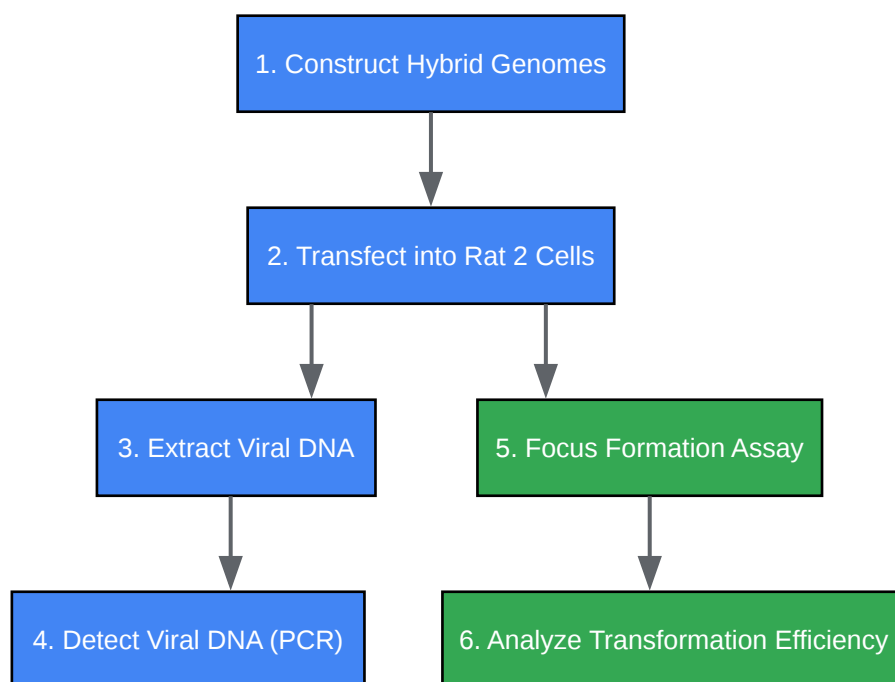 1. Construct Hybrid Genomes
2. Transfect into Rat 2 Cells
3. Extract Viral DNA
5. Focus Formation Assay
4. Detect Viral DNA (PCR)
6. Analyze Transformation Efficiency